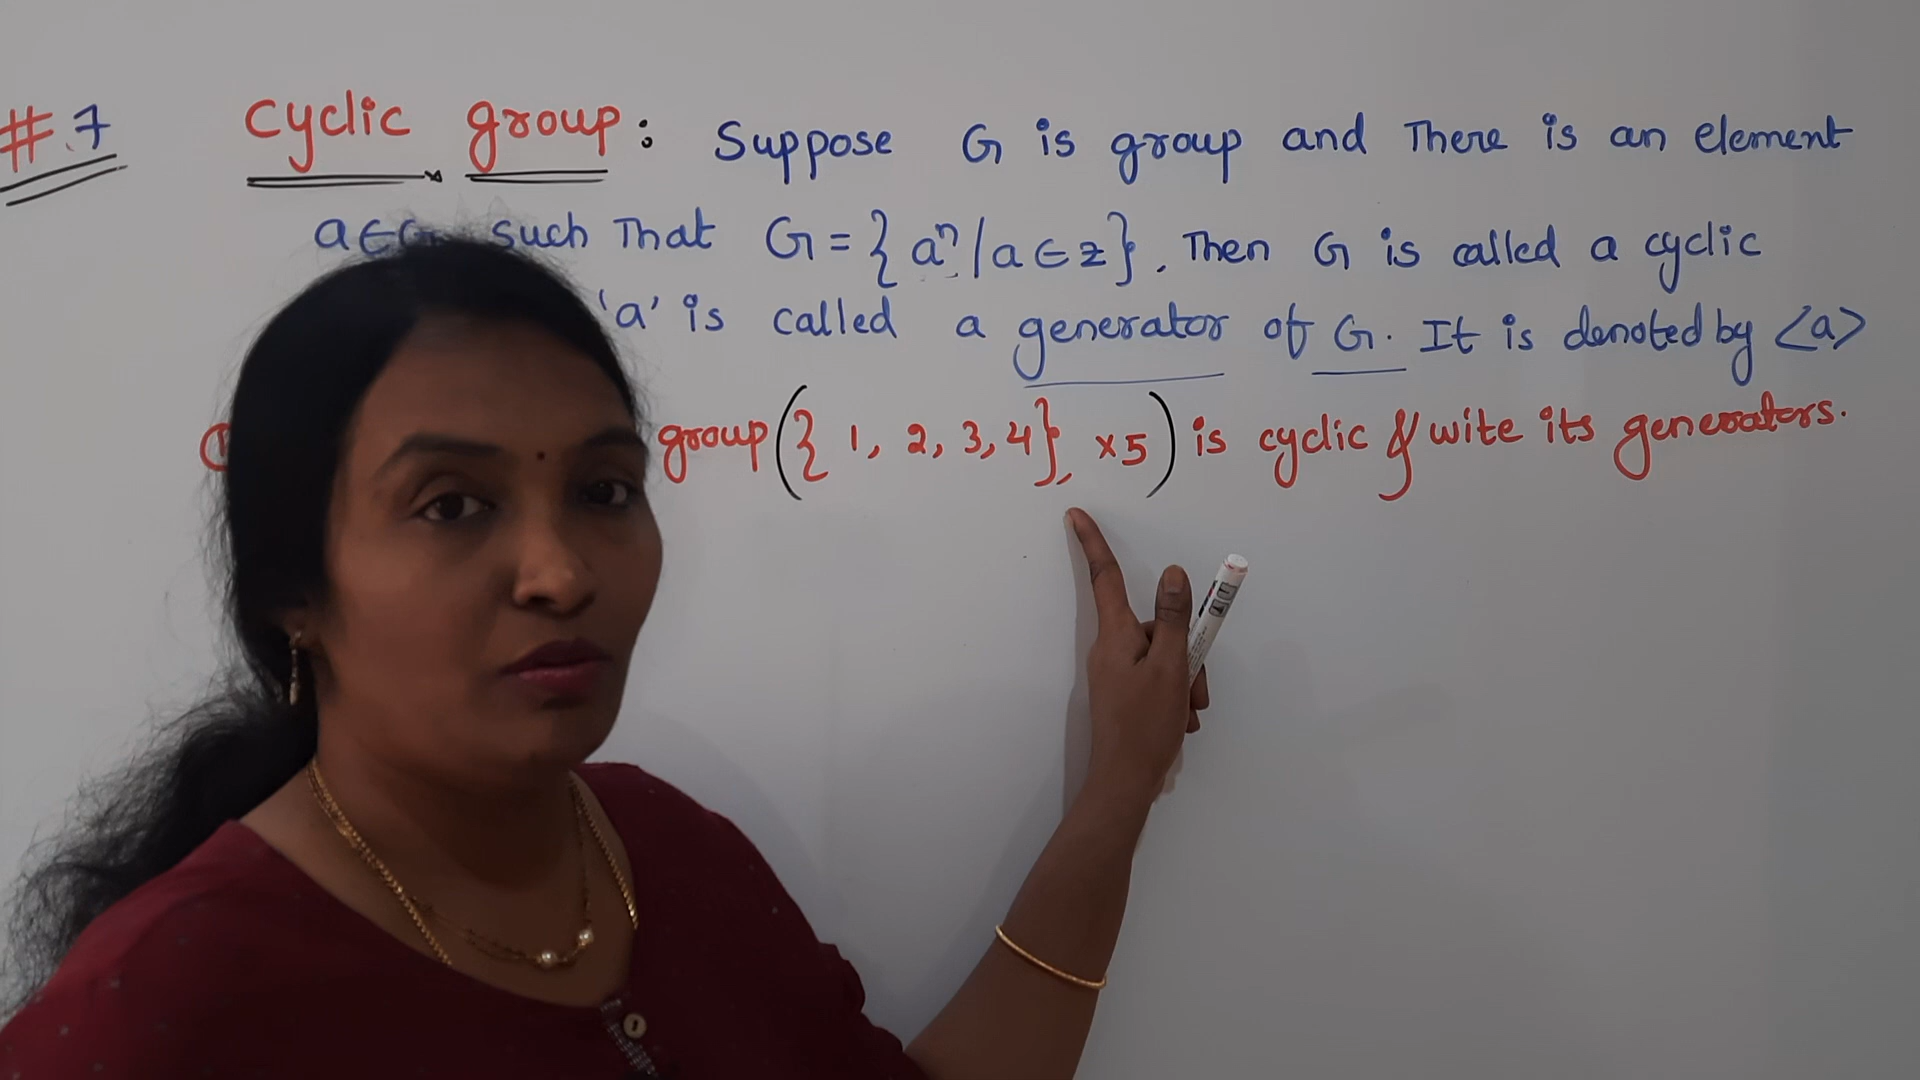 #.7 Cyclic group: Suppose G is group and There is an element
a∈G such That G = {aⁿ/a∈z}. Then G is called a cyclic
'a' is called a generator of G. It is denoted by <a>
group ({1, 2, 3, 4}, ×5) is cyclic & wite its generators.